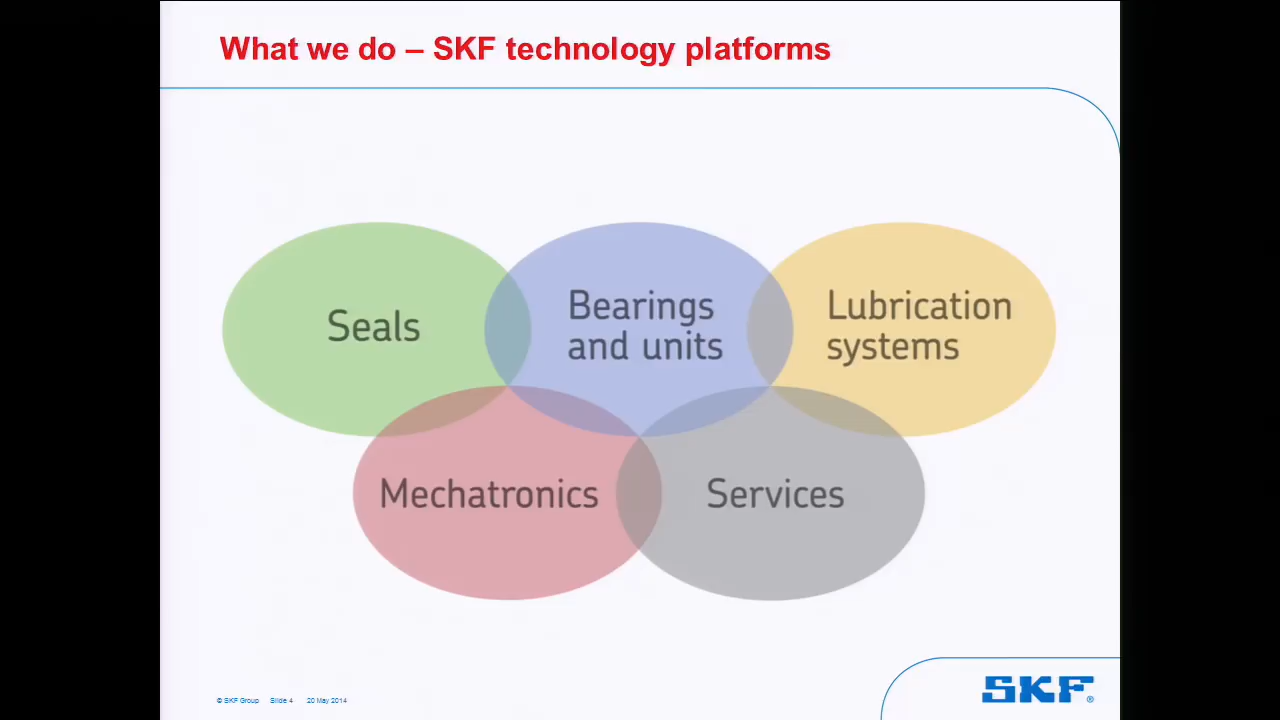 What we do – SKF technology platforms
Seals
Bearings
and units
Lubrication
systems
Mechatronics
Services
© SKF Group Slide 4 20 May 2014
SKF®